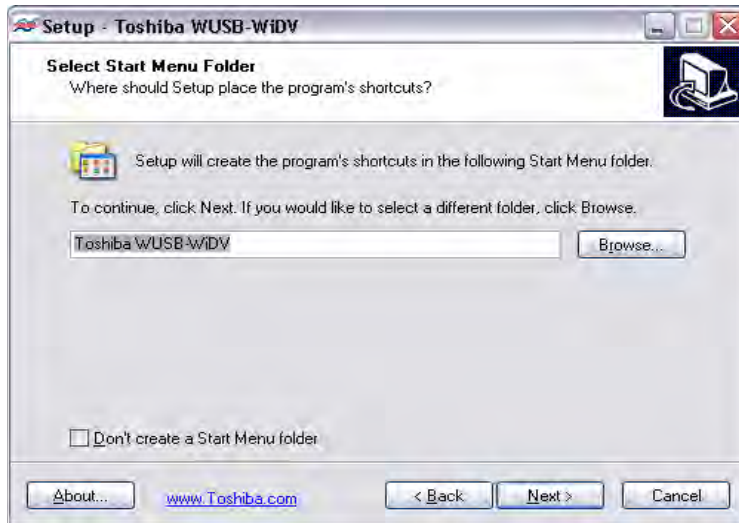 Setup - Toshiba WUSB-WiDV
Select Start Menu Folder
Where should Setup place the program's shortcuts?
Setup will create the program's shortcuts in the following Start Menu folder.
To continue, click Next. If you would like to select a different folder, click Browse.
Toshiba WUSB-WiDV
Browse...
Don't create a Start Menu folder
About...
www.Toshiba.com
< Back
Next >
Cancel